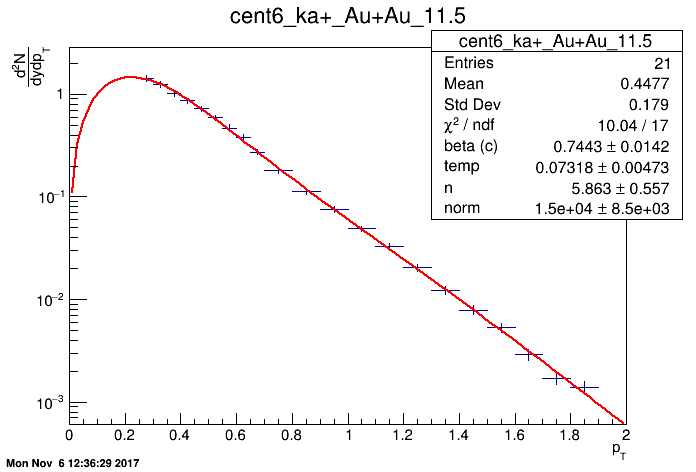 cent6_ka+_Au+Au_11.5
d²N
dydp_T
cent6_ka+_Au+Au_11.5
Entries 21
Mean 0.4477
Std Dev 0.179
χ² / ndf 10.04 / 17
beta (c) 0.7443 ± 0.0142
temp 0.07318 ± 0.00473
n 5.863 ± 0.557
norm 1.5e+04 ± 8.5e+03
1
10⁻¹
10⁻²
10⁻³
0 0.2 0.4 0.6 0.8 1 1.2 1.4 1.6 1.8 2
p_T
Mon Nov 6 12:36:29 2017